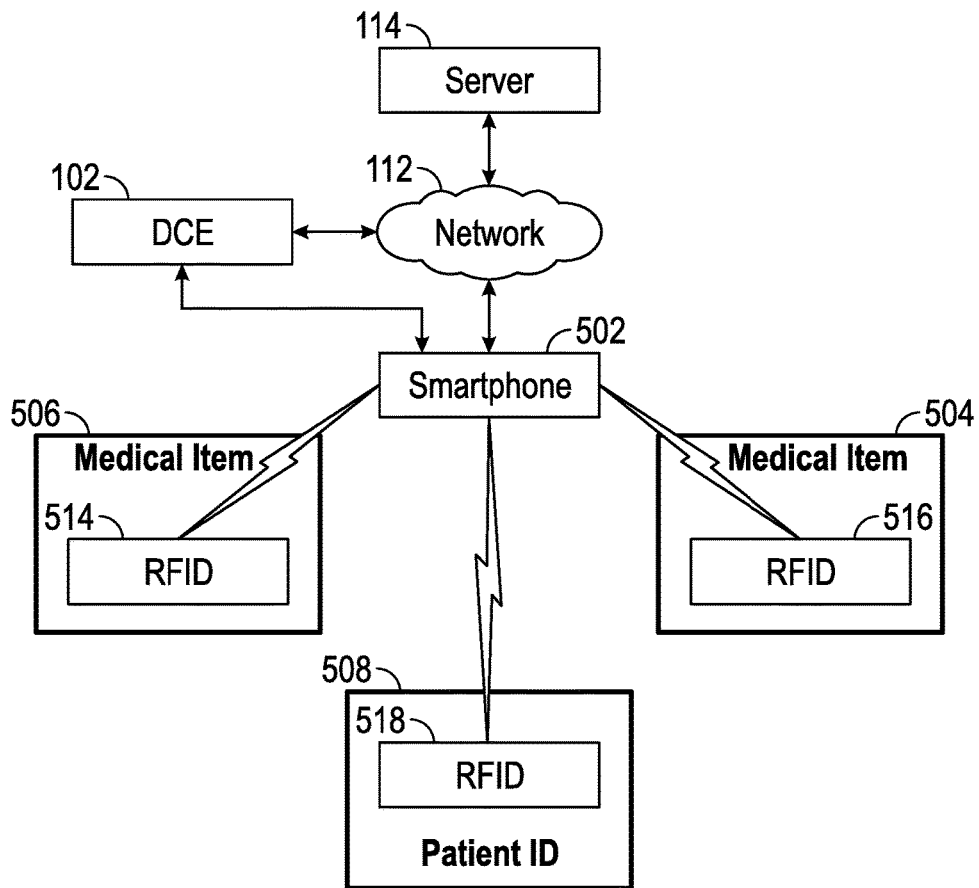 114
Server
102
112
DCE
Network
502
Smartphone
506
504
Medical Item
Medical Item
514
516
RFID
RFID
508
518
RFID
Patient ID